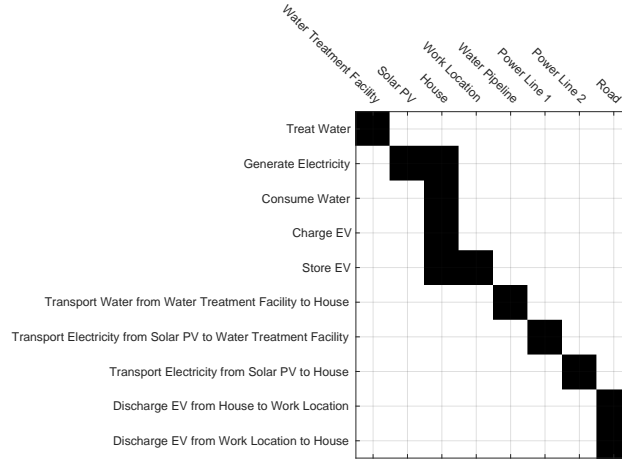 Water Treatment Facility
Solar PV
House
Work Location
Water Pipeline
Power Line 1
Power Line 2
Road
Treat Water
Generate Electricity
Consume Water
Charge EV
Store EV
Transport Water from Water Treatment Facility to House
Transport Electricity from Solar PV to Water Treatment Facility
Transport Electricity from Solar PV to House
Discharge EV from House to Work Location
Discharge EV from Work Location to House